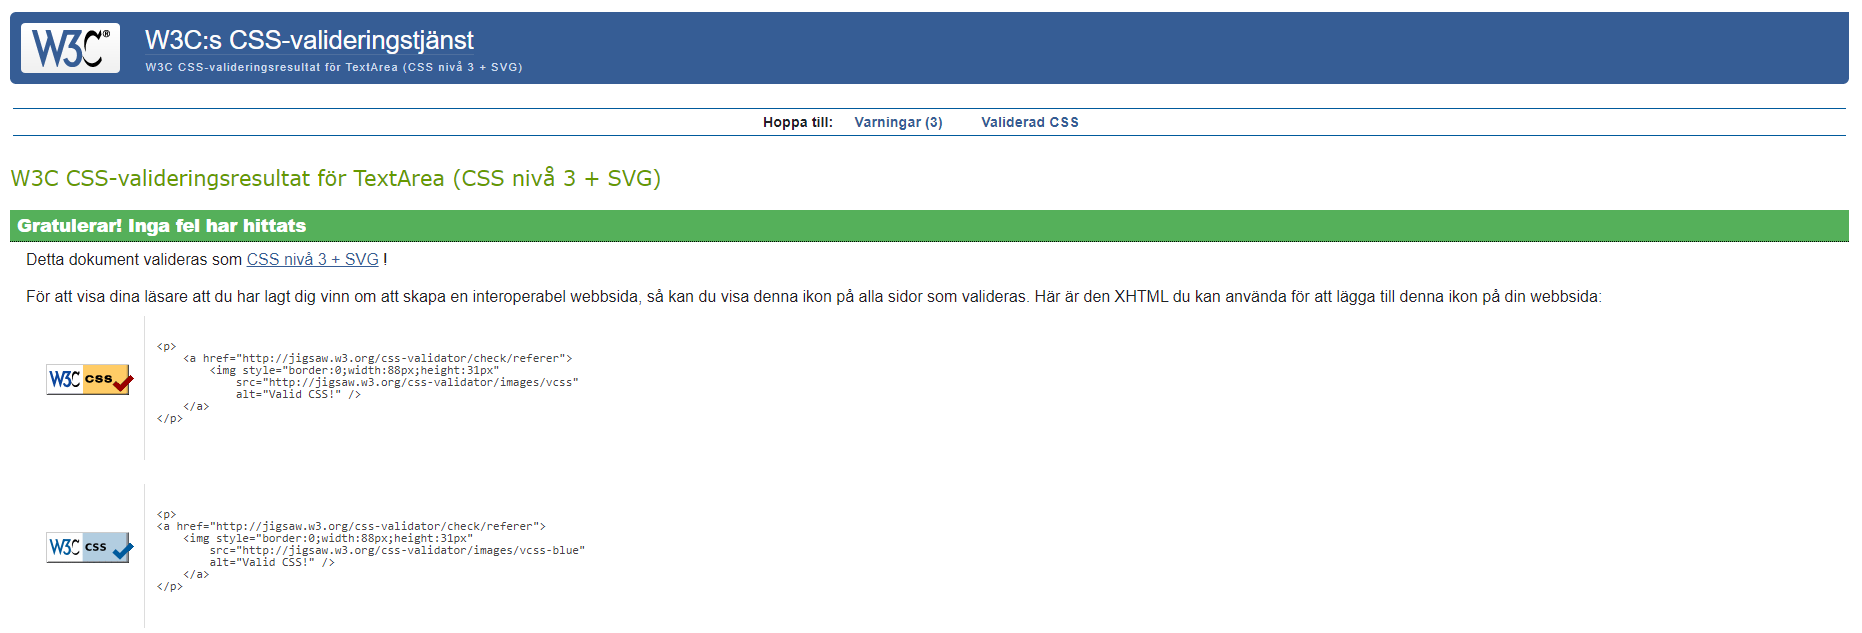 W3C® W3C:s CSS-valideringstjänst
W3C CSS-valideringsresultat för TextArea (CSS nivå 3 + SVG)
Hoppa till: Varningar (3) Validerad CSS
W3C CSS-valideringsresultat för TextArea (CSS nivå 3 + SVG)
Gratulerar! Inga fel har hittats
Detta dokument valideras som CSS nivå 3 + SVG !
För att visa dina läsare att du har lagt dig vinn om att skapa en interoperabel webbsida, så kan du visa denna ikon på alla sidor som valideras. Här är den XHTML du kan använda för att lägga till denna ikon på din webbsida:
W3C css
<p>
    <a href="http://jigsaw.w3.org/css-validator/check/referer">
        <img style="border:0;width:88px;height:31px"
            src="http://jigsaw.w3.org/css-validator/images/vcss"
            alt="Valid CSS!" />
    </a>
</p>
W3C css
<p>
<a href="http://jigsaw.w3.org/css-validator/check/referer">
    <img style="border:0;width:88px;height:31px"
        src="http://jigsaw.w3.org/css-validator/images/vcss-blue"
        alt="Valid CSS!" />
    </a>
</p>